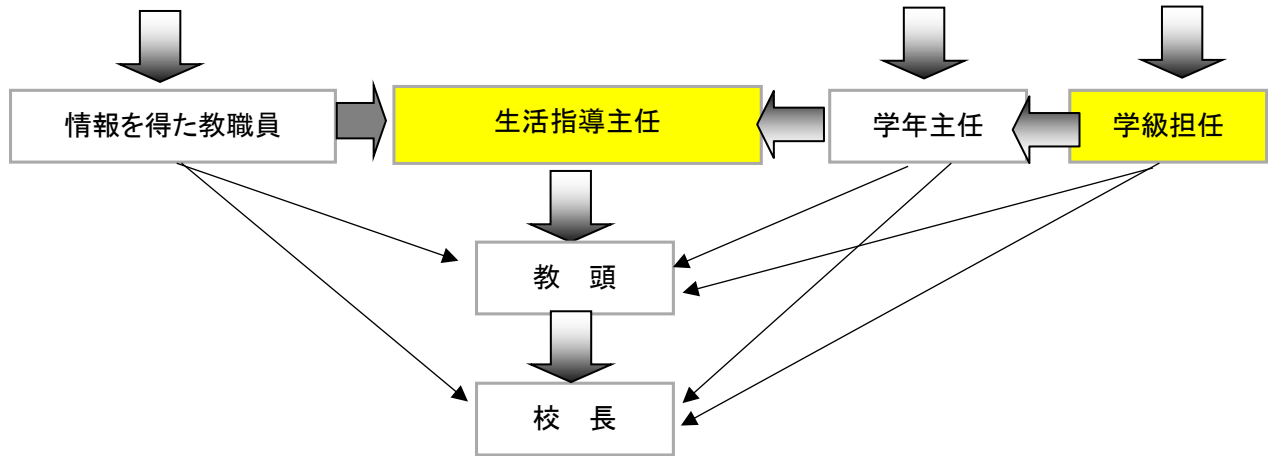 情報を得た教職員
生活指導主任
学年主任
学級担任
教　頭
校　長